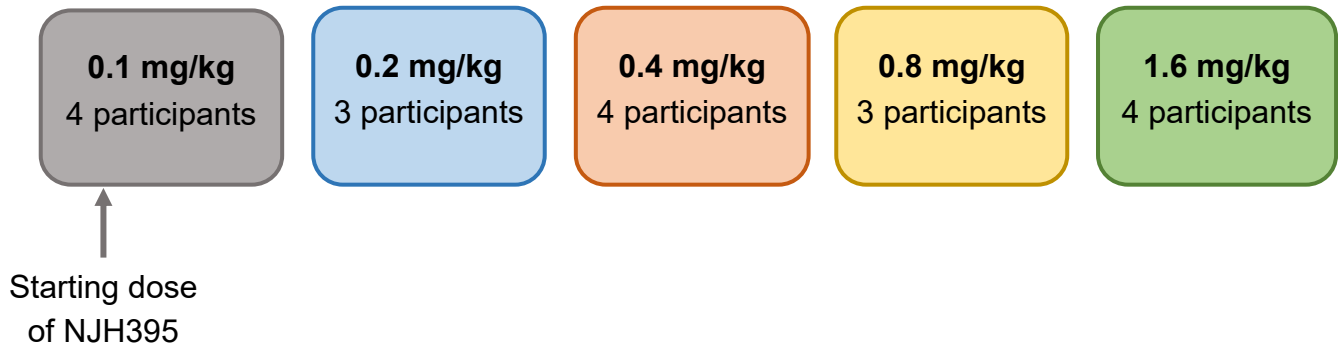 0.1 mg/kg
4 participants
0.2 mg/kg
3 participants
0.4 mg/kg
4 participants
0.8 mg/kg
3 participants
1.6 mg/kg
4 participants
Starting dose
of NJH395